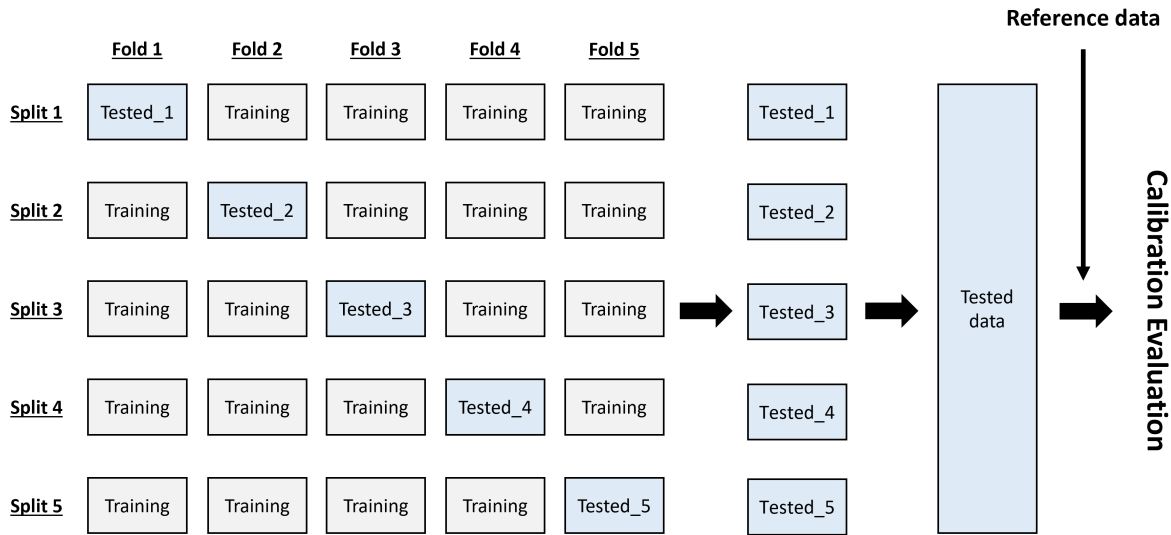 Reference data
Fold 1 Fold 2 Fold 3 Fold 4 Fold 5
Split 1 Tested_1 Training Training Training Training Tested_1
Split 2 Training Tested_2 Training Training Training Tested_2
Split 3 Training Training Tested_3 Training Training Tested_3
Split 4 Training Training Training Tested_4 Training Tested_4
Split 5 Training Training Training Training Tested_5 Tested_5
Tested
data
Calibration Evaluation